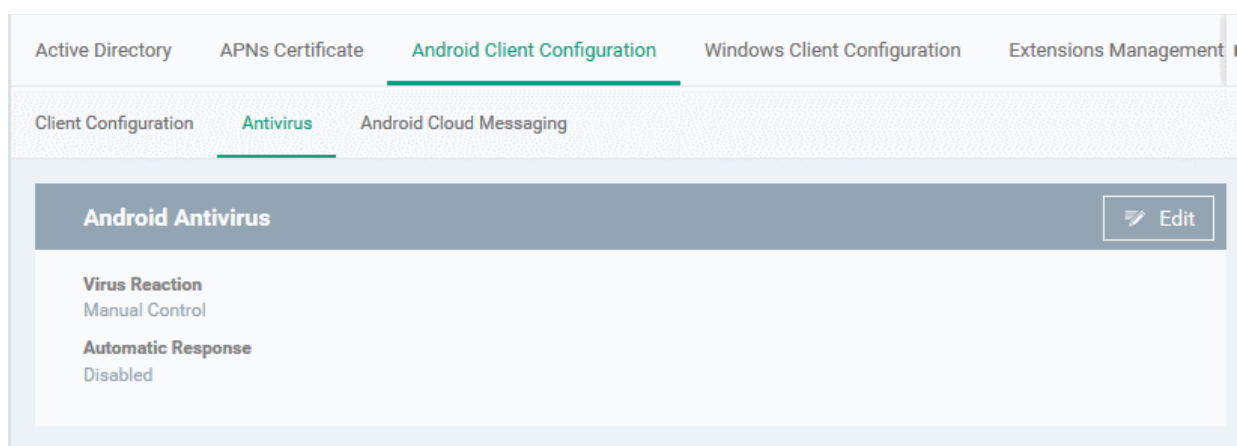 Active Directory APNs Certificate Android Client Configuration Windows Client Configuration Extensions Management
Client Configuration Antivirus Android Cloud Messaging
Android Antivirus Edit
Virus Reaction
Manual Control
Automatic Response
Disabled